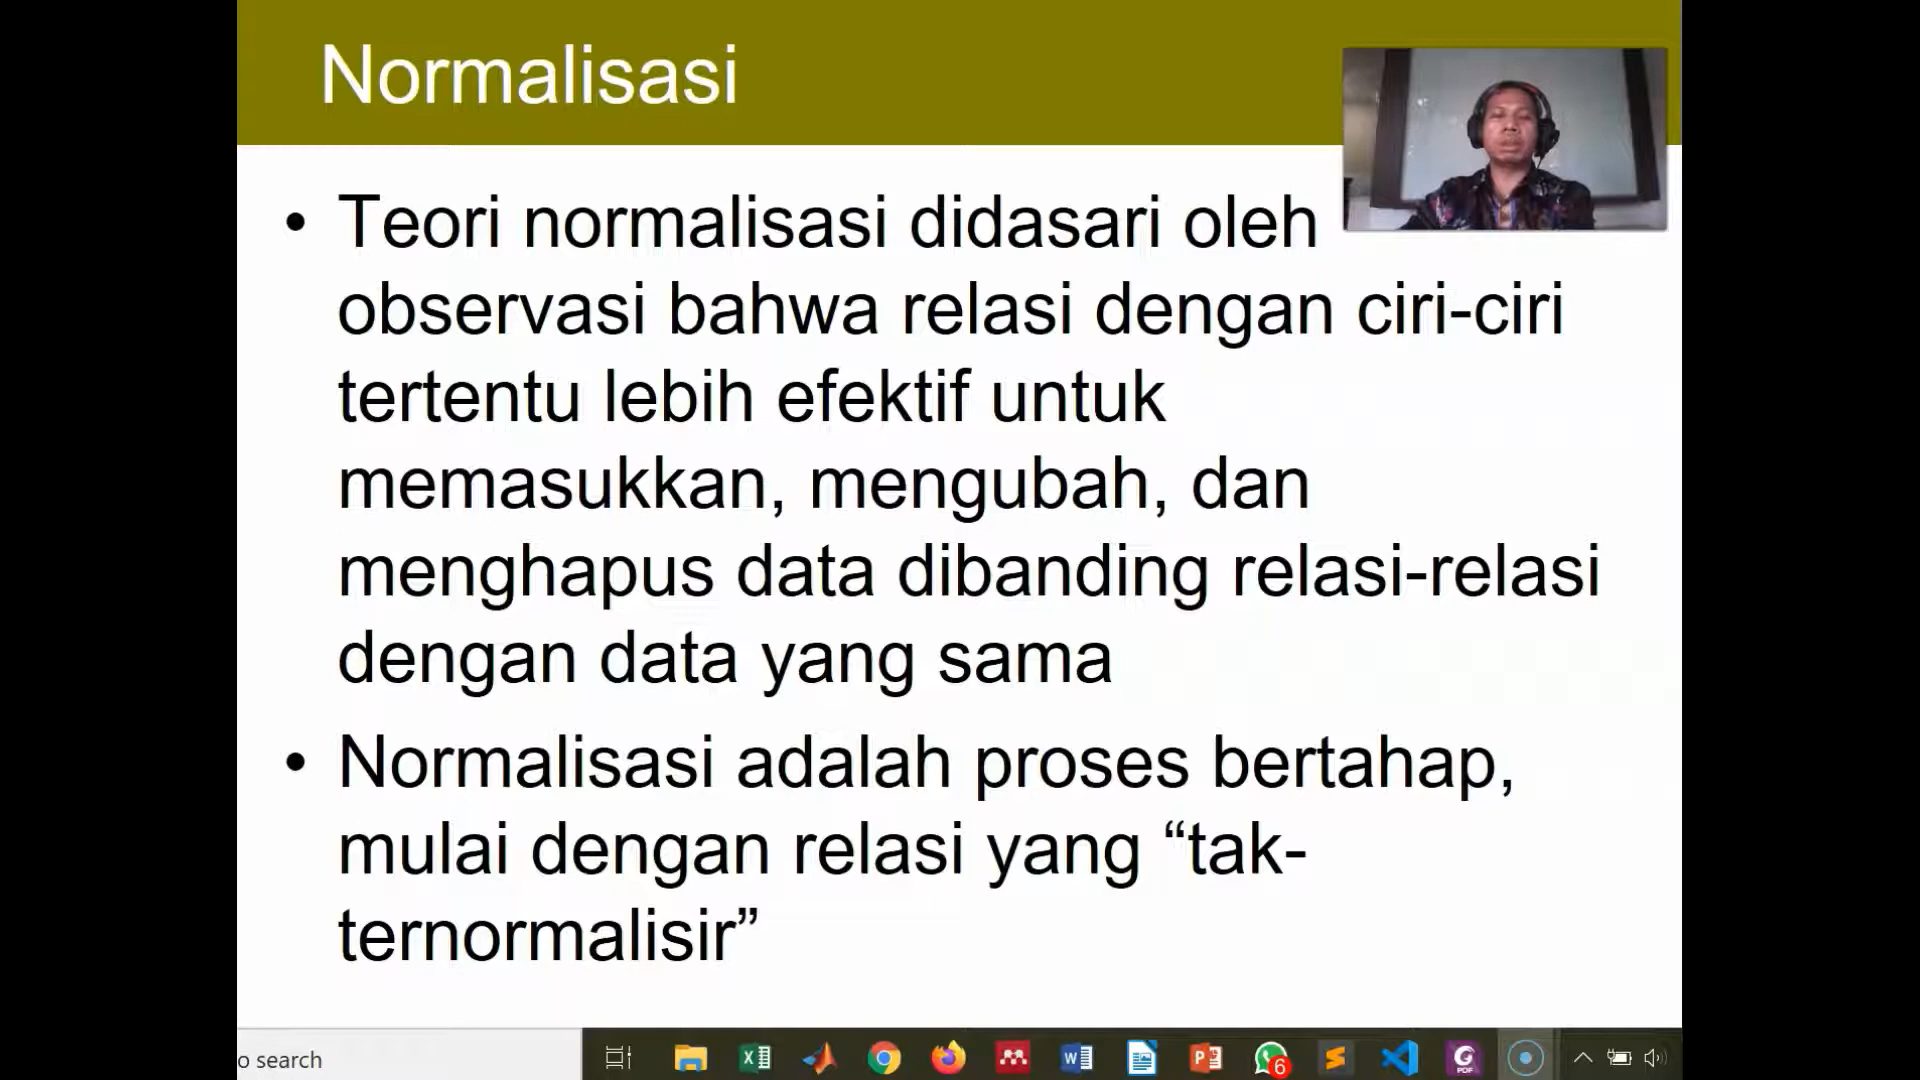 Normalisasi
• Teori normalisasi didasari oleh
observasi bahwa relasi dengan ciri-ciri
tertentu lebih efektif untuk
memasukkan, mengubah, dan
menghapus data dibanding relasi-relasi
dengan data yang sama
• Normalisasi adalah proses bertahap,
mulai dengan relasi yang “tak-
ternormalisir”
o search
6
PDF